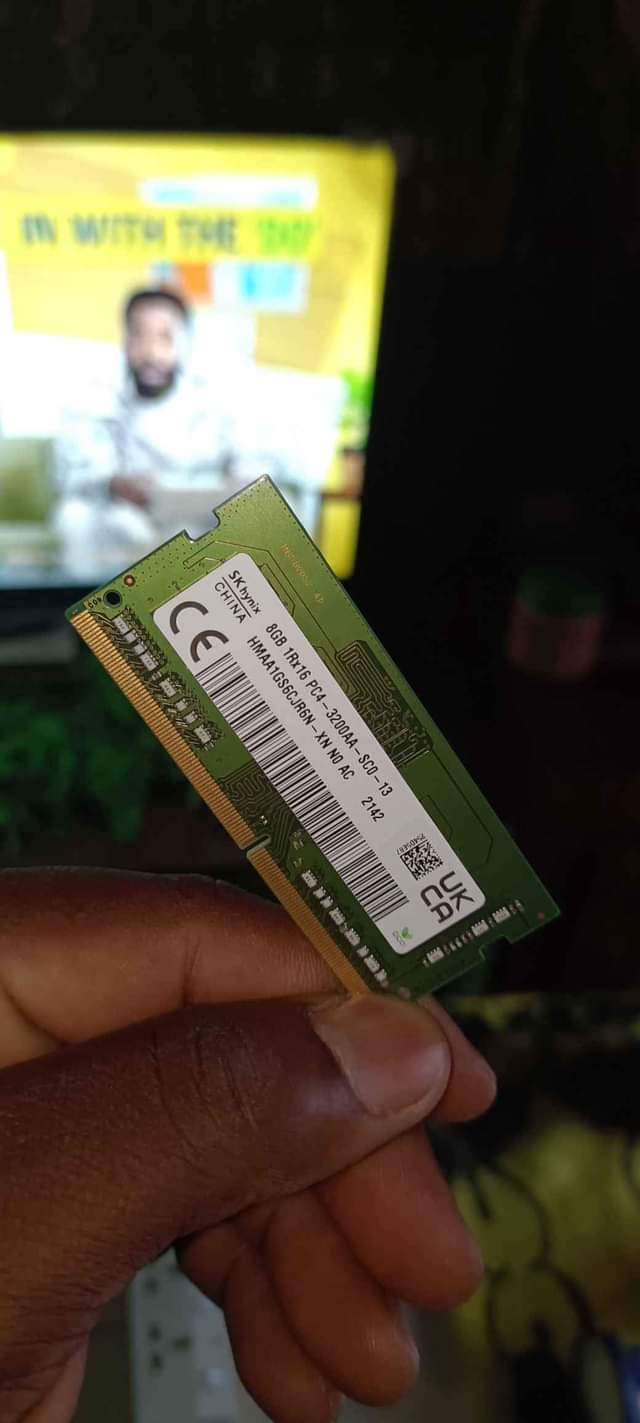 IN WITH THE
SK hynix
CHINA
8GB 1Rx16 PC4-3200AA-SC0-13
HMAA1GS6CJR6N-XN N0 AC 2142
CE
UK
CA
eco